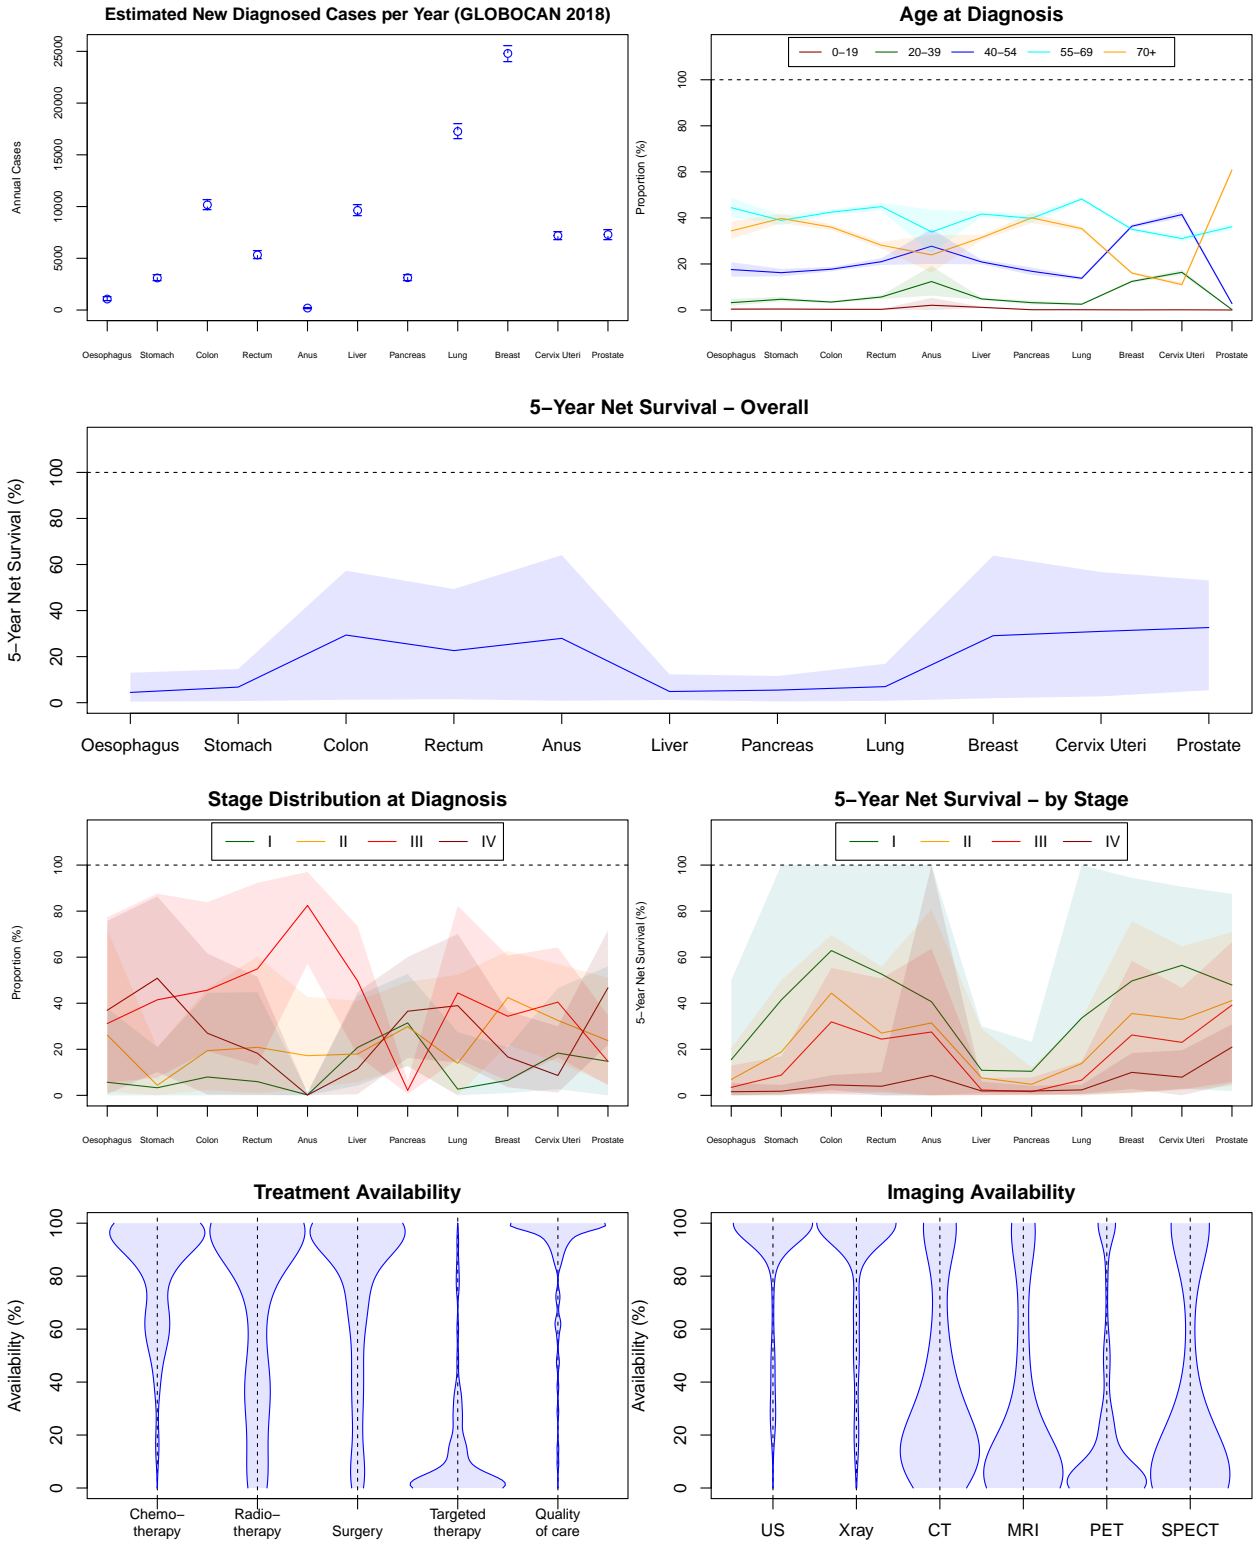 Estimated New Diagnosed Cases per Year (GLOBOCAN 2018)
Annual Cases
25000
20000
15000
10000
5000
0
Oesophagus Stomach Colon Rectum Anus Liver Pancreas Lung Breast Cervix Uteri Prostate
Age at Diagnosis
0–19 20–39 40–54 55–69 70+
Proportion (%)
100
80
60
40
20
0
Oesophagus Stomach Colon Rectum Anus Liver Pancreas Lung Breast Cervix Uteri Prostate
5–Year Net Survival – Overall
5–Year Net Survival (%)
100
80
60
40
20
0
Oesophagus Stomach Colon Rectum Anus Liver Pancreas Lung Breast Cervix Uteri Prostate
Stage Distribution at Diagnosis
I II III IV
Proportion (%)
100
80
60
40
20
0
Oesophagus Stomach Colon Rectum Anus Liver Pancreas Lung Breast Cervix Uteri Prostate
5–Year Net Survival – by Stage
I II III IV
5–Year Net Survival (%)
100
80
60
40
20
0
Oesophagus Stomach Colon Rectum Anus Liver Pancreas Lung Breast Cervix Uteri Prostate
Treatment Availability
Availability (%)
100
80
60
40
20
0
Chemo–
therapy
Radio–
therapy
Surgery
Targeted
therapy
Quality
of care
Imaging Availability
Availability (%)
100
80
60
40
20
0
US Xray CT MRI PET SPECT